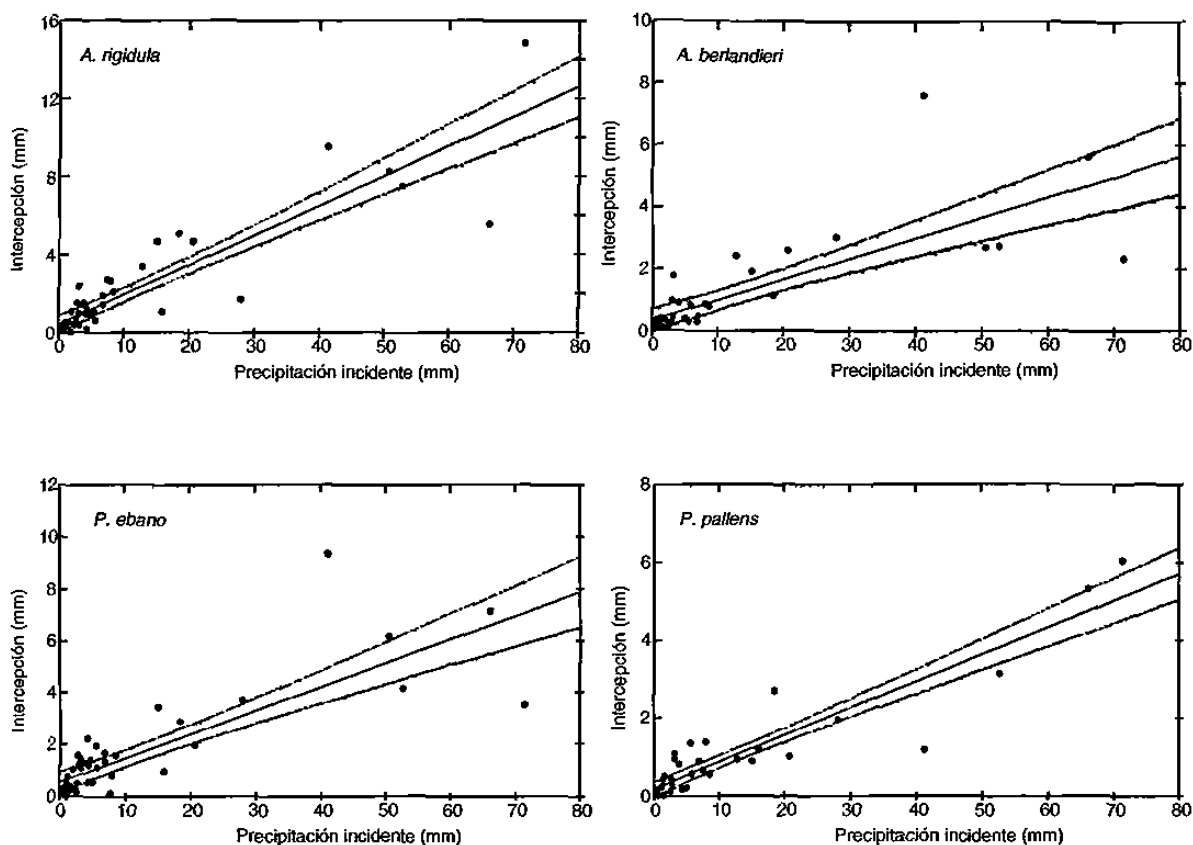 A. rigidula
Intercepción (mm)
16
12
8
4
0
0 10 20 30 40 50 60 70 80
Precipitación incidente (mm)
A. berlandieri
Intercepción (mm)
10
8
6
4
2
0
0 10 20 30 40 50 60 70 80
Precipitación incidente (mm)
P. ebano
Intercepción (mm)
12
10
8
6
4
2
0
0 10 20 30 40 50 60 70 80
Precipitación incidente (mm)
P. pallens
Intercepción (mm)
8
6
4
2
0
0 10 20 30 40 50 60 70 80
Precipitación incidente (mm)